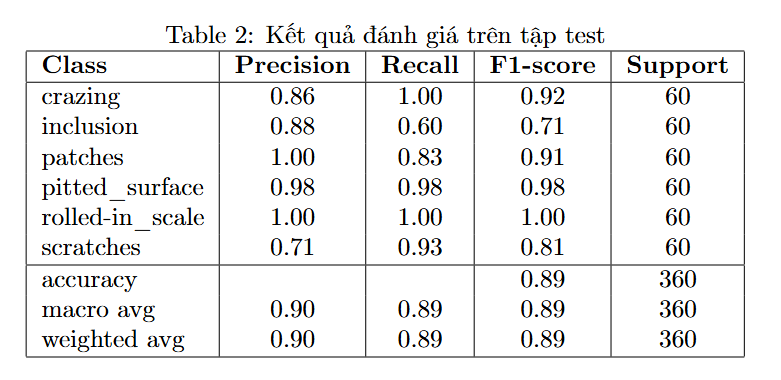 Table 2: Kết quả đánh giá trên tập test
Class Precision Recall F1-score Support
crazing 0.86 1.00 0.92 60
inclusion 0.88 0.60 0.71 60
patches 1.00 0.83 0.91 60
pitted_surface 0.98 0.98 0.98 60
rolled-in_scale 1.00 1.00 1.00 60
scratches 0.71 0.93 0.81 60
accuracy 0.89 360
macro avg 0.90 0.89 0.89 360
weighted avg 0.90 0.89 0.89 360